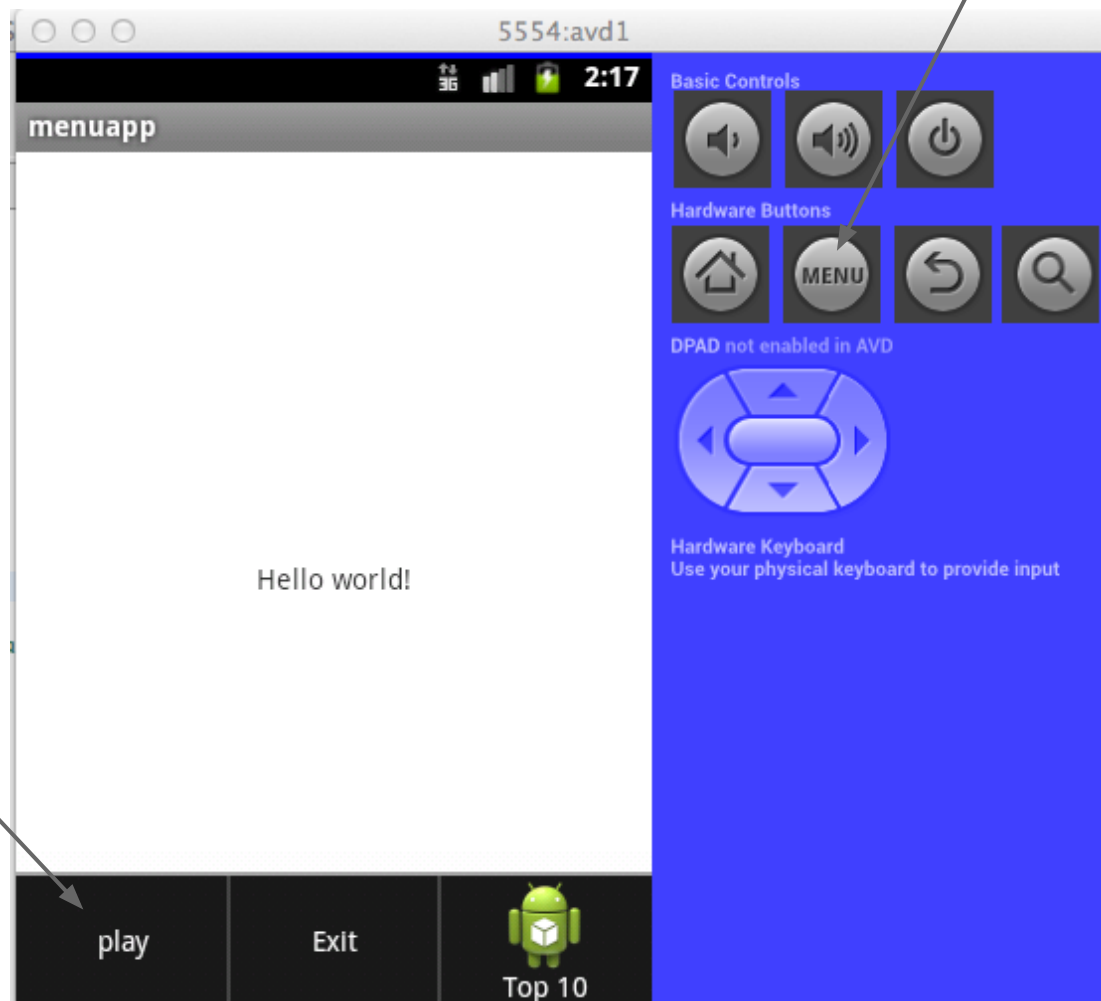 5554:avd1
3G 2:17
menuapp
Hello world!
play Exit Top 10
Basic Controls
Hardware Buttons
MENU
DPAD not enabled in AVD
Hardware Keyboard
Use your physical keyboard to provide input